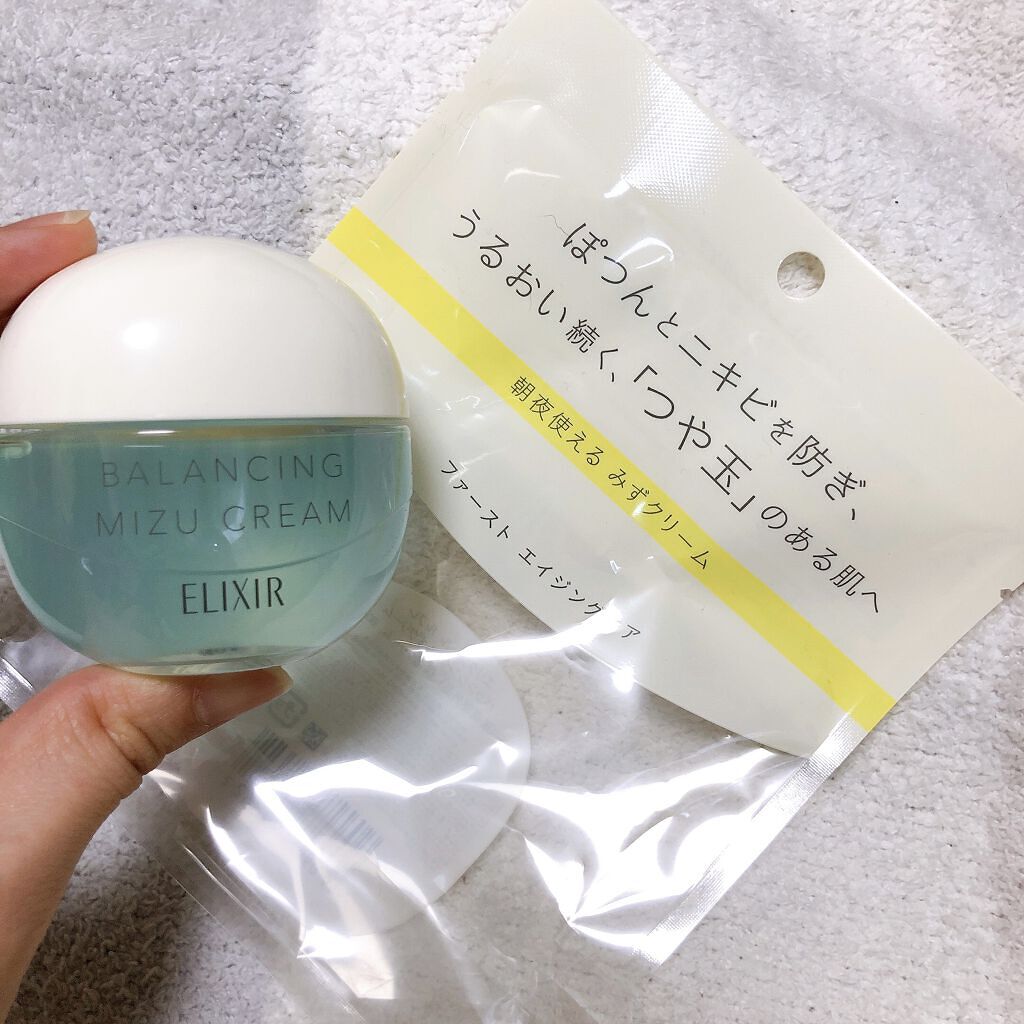 BALANCING
MIZU CREAM
ELIXIR
ぽつんとニキビを防ぎ、
うるおい続く、「つや玉」のある肌へ
朝夜使える みずクリーム
ファースト エイジングケア